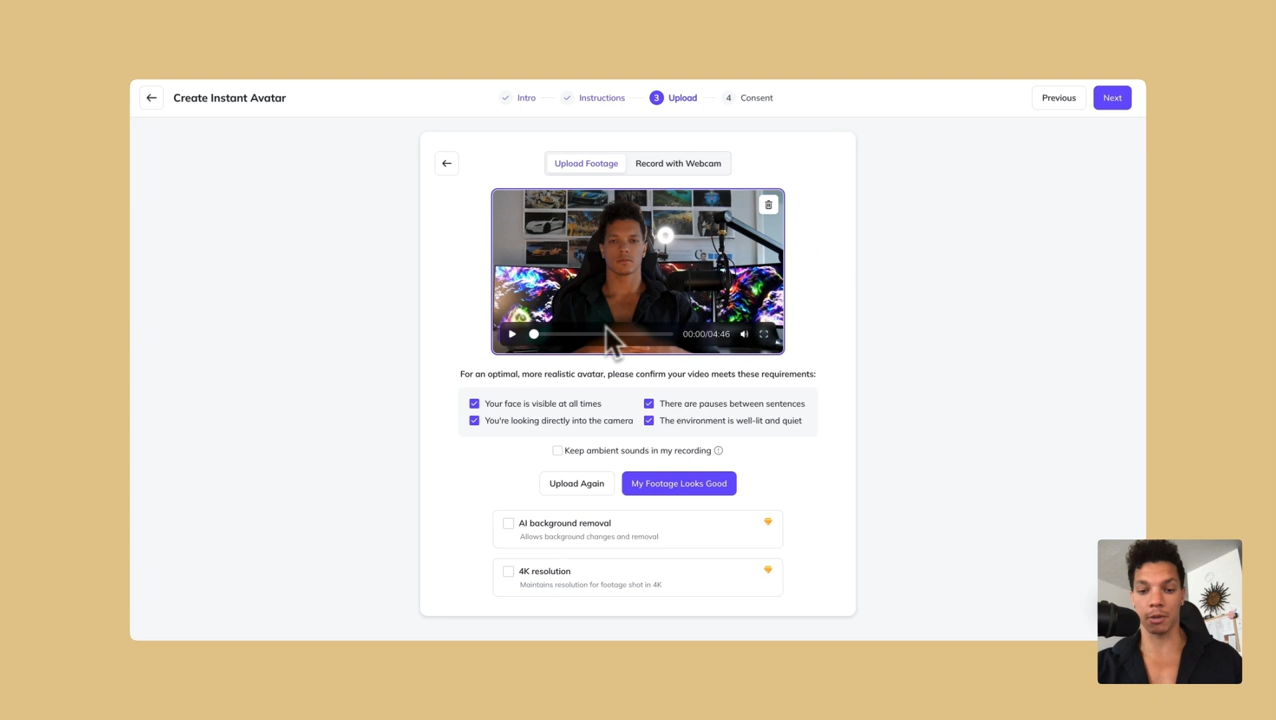 Create Instant Avatar
Intro
Instructions
3 Upload
4 Consent
Previous
Next
Upload Footage
Record with Webcam
00:00/04:46
For an optimal, more realistic avatar, please confirm your video meets these requirements:
Your face is visible at all times
There are pauses between sentences
You're looking directly into the camera
The environment is well-lit and quiet
Keep ambient sounds in my recording
Upload Again
My Footage Looks Good
AI background removal
Allows background changes and removal
4K resolution
Maintains resolution for footage shot in 4K